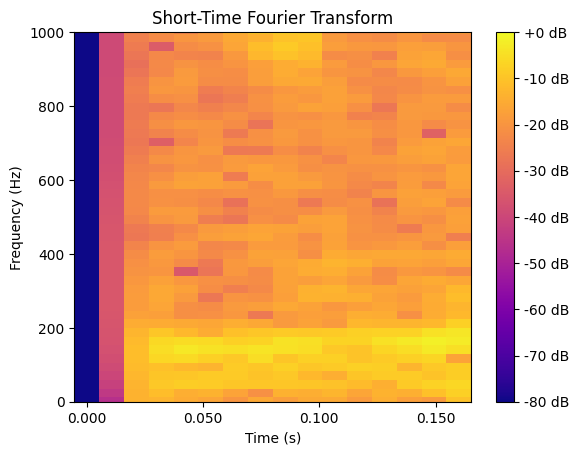 Short-Time Fourier Transform
1000
800
600
400
200
0
Frequency (Hz)
0.000
0.050
0.100
0.150
Time (s)
+0 dB
-10 dB
-20 dB
-30 dB
-40 dB
-50 dB
-60 dB
-70 dB
-80 dB